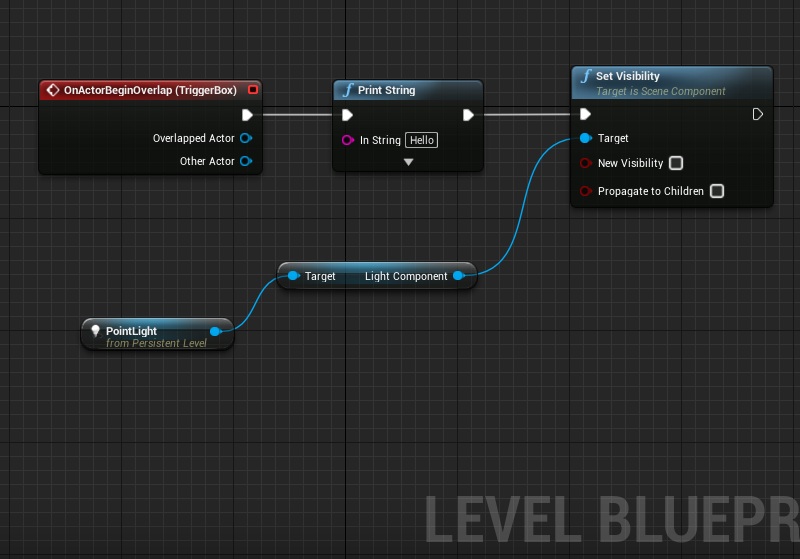 OnActorBeginOverlap (TriggerBox)
Overlapped Actor
Other Actor
Print String
In String Hello
Set Visibility
Target is Scene Component
Target
New Visibility
Propagate to Children
Target Light Component
PointLight
from Persistent Level
LEVEL BLUEPR